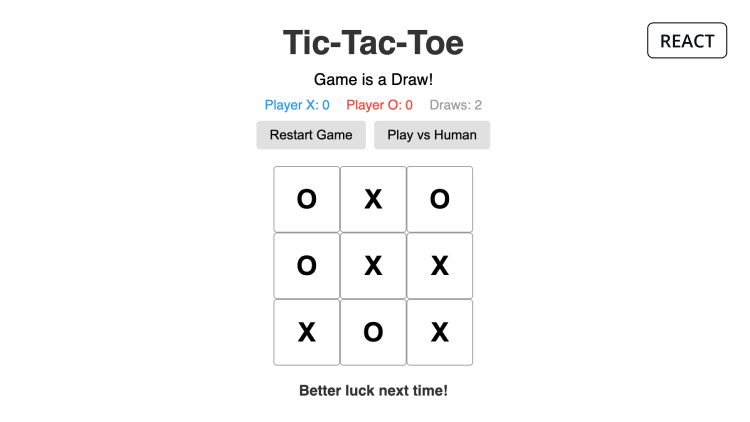 Tic-Tac-Toe
REACT
Game is a Draw!
Player X: 0 Player O: 0 Draws: 2
Restart Game Play vs Human
O X O
O X X
X O X
Better luck next time!